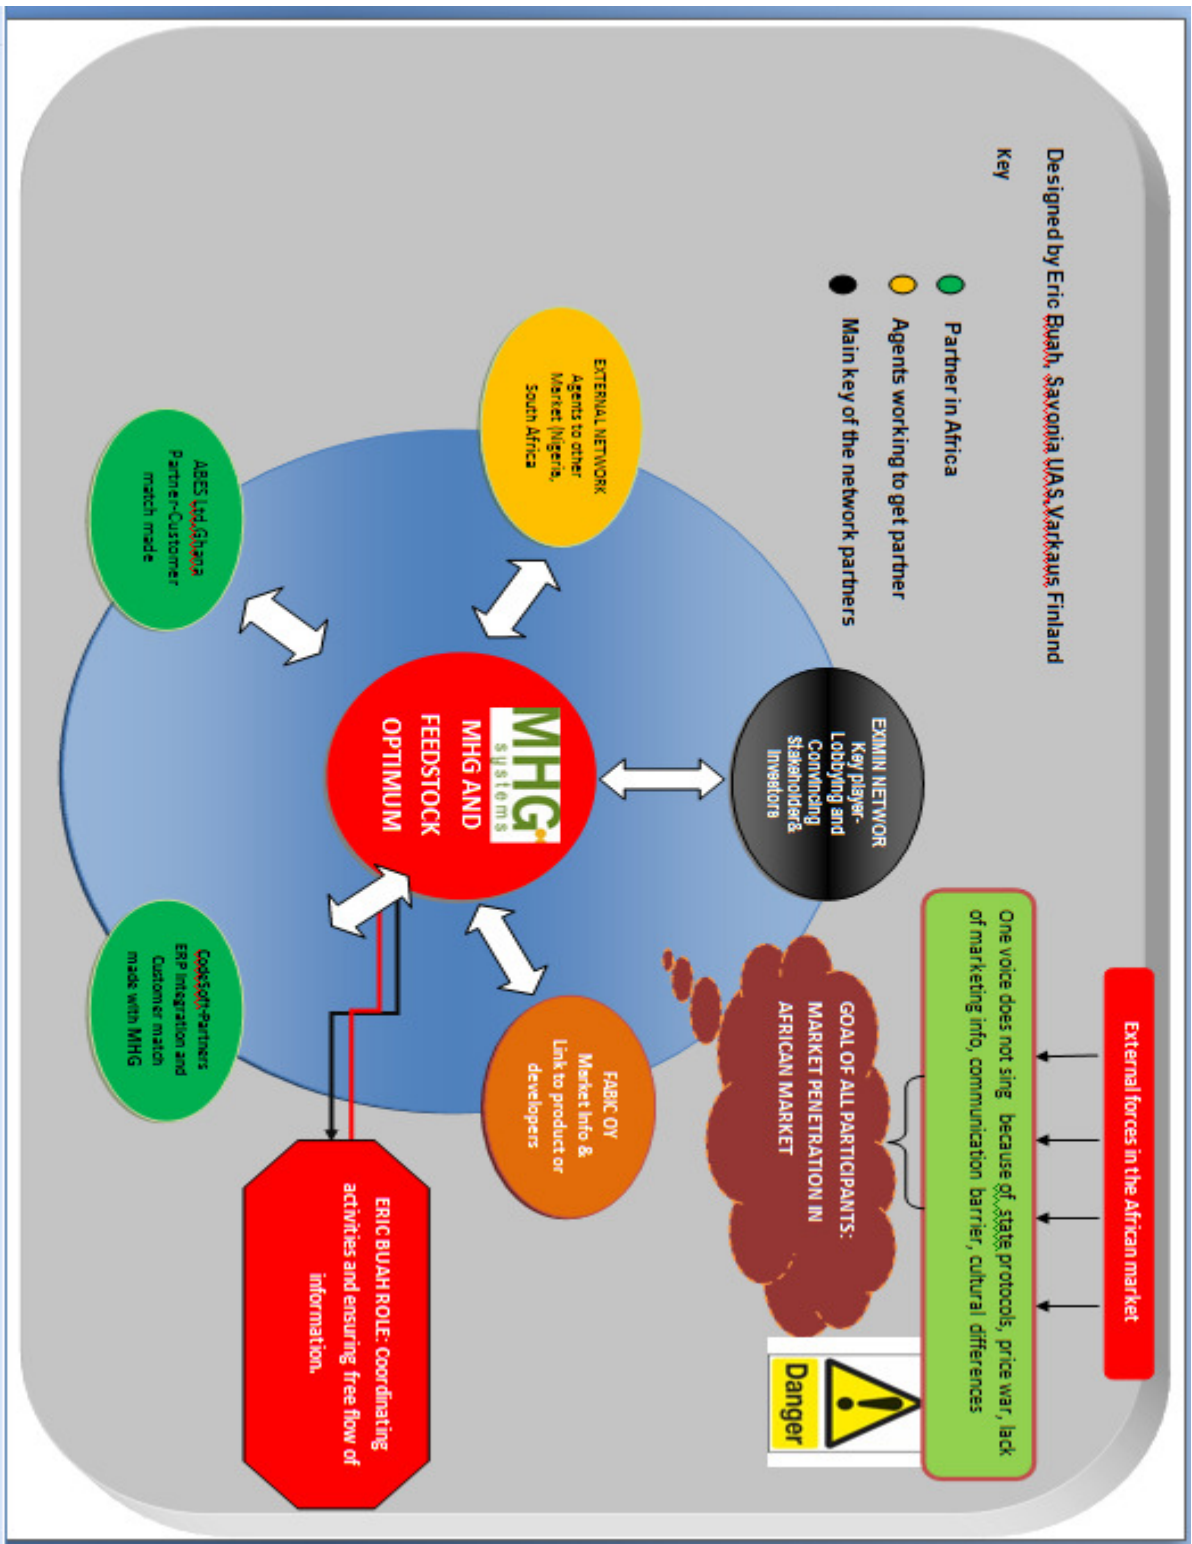 Designed by Eric Buah, Savonia UAS,Varkaus Finland
Key
Partner in Africa
Agents working to get partner
Main key of the network partners
External forces in the African market
One voice does not sing because of state protocols, price war, lack
of marketing info, communication barrier, cultural differences
EXIMIN NETWOR
Key player-
Lobbying and
Coinvincing
Stakeholder&
Investors
GOAL OF ALL PARTICIPANTS:
MARKET PENETRATION IN
AFRICAN MARKET
Danger
EXTERNAL NETWORK
Agents to other
Market (Nigeria,
South Africa
MHG
systems
MHG AND
FEEDSTOCK
OPTIMUM
FABIC OY
Market Info &
Link to product or
developers
ABES Ltd,Ghana
Partner-Customer
match made
CodeSoft-Partners
ERP Integration and
Customer match
made with MHG
ERIC BUAH ROLE: Coordinating
activities and ensuring free flow of
information.